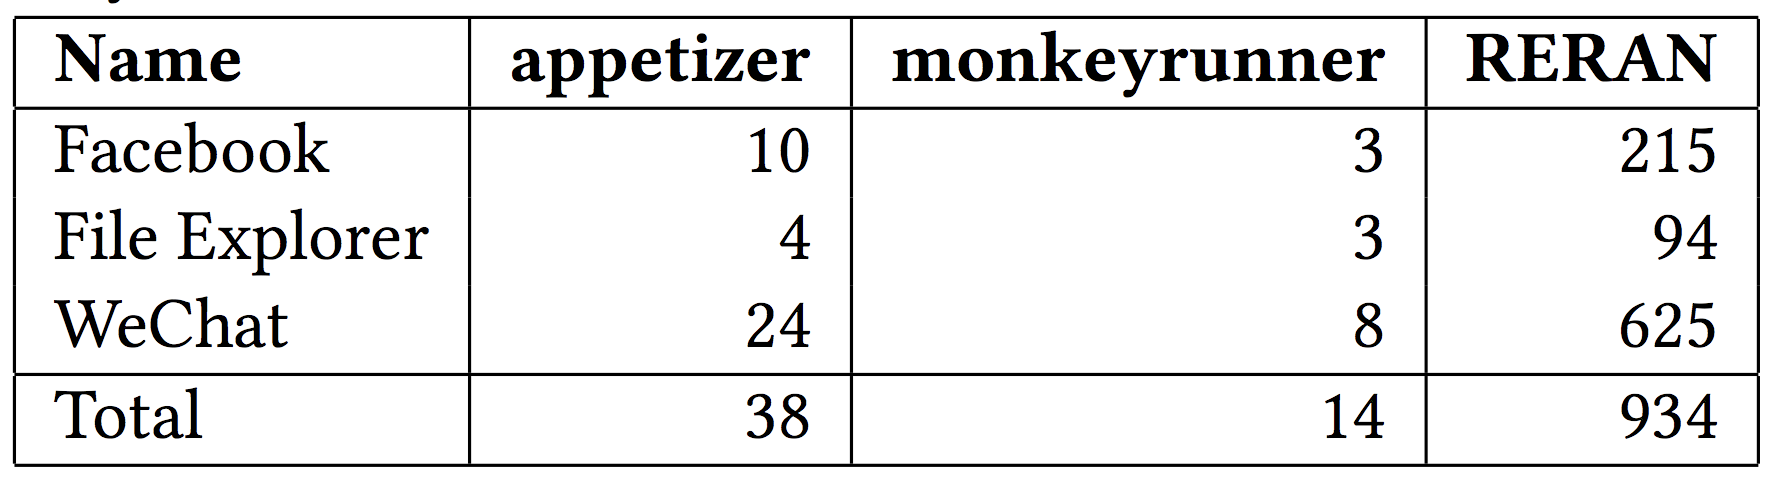 Name appetizer monkeyrunner RERAN
Facebook 10 3 215
File Explorer 4 3 94
WeChat 24 8 625
Total 38 14 934